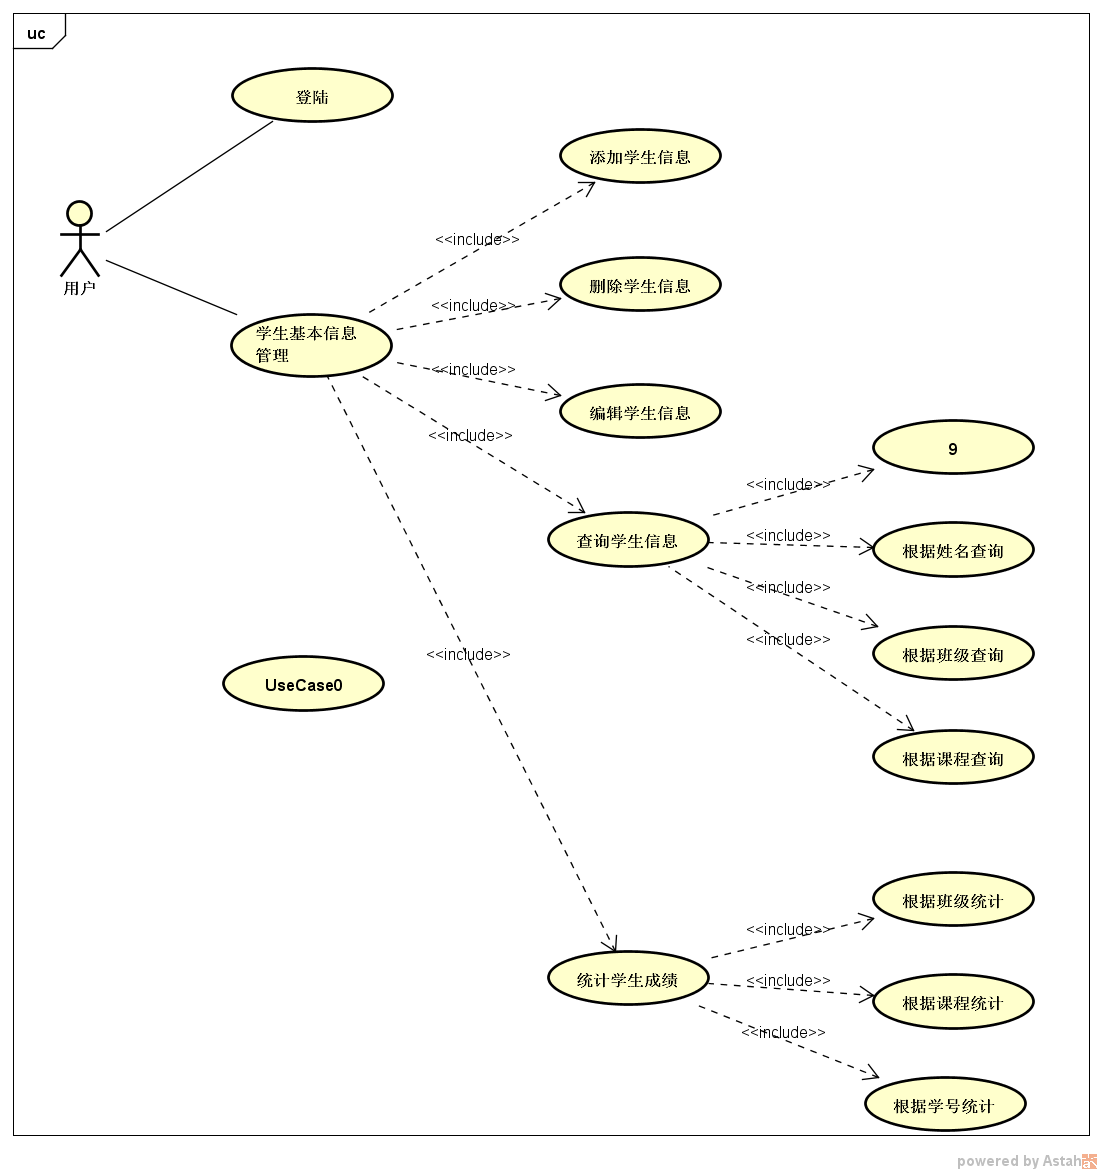 uc
登陆
添加学生信息
<<include>>
用户
删除学生信息
<<include>>
学生基本信息
管理
<<include>>
编辑学生信息
<<include>>
9
<<include>>
查询学生信息
<<include>>
根据姓名查询
<<include>>
<<include>>
根据班级查询
<<include>>
UseCase0
根据课程查询
根据班级统计
<<include>>
统计学生成绩
<<include>>
根据课程统计
<<include>>
根据学号统计
powered by Astah